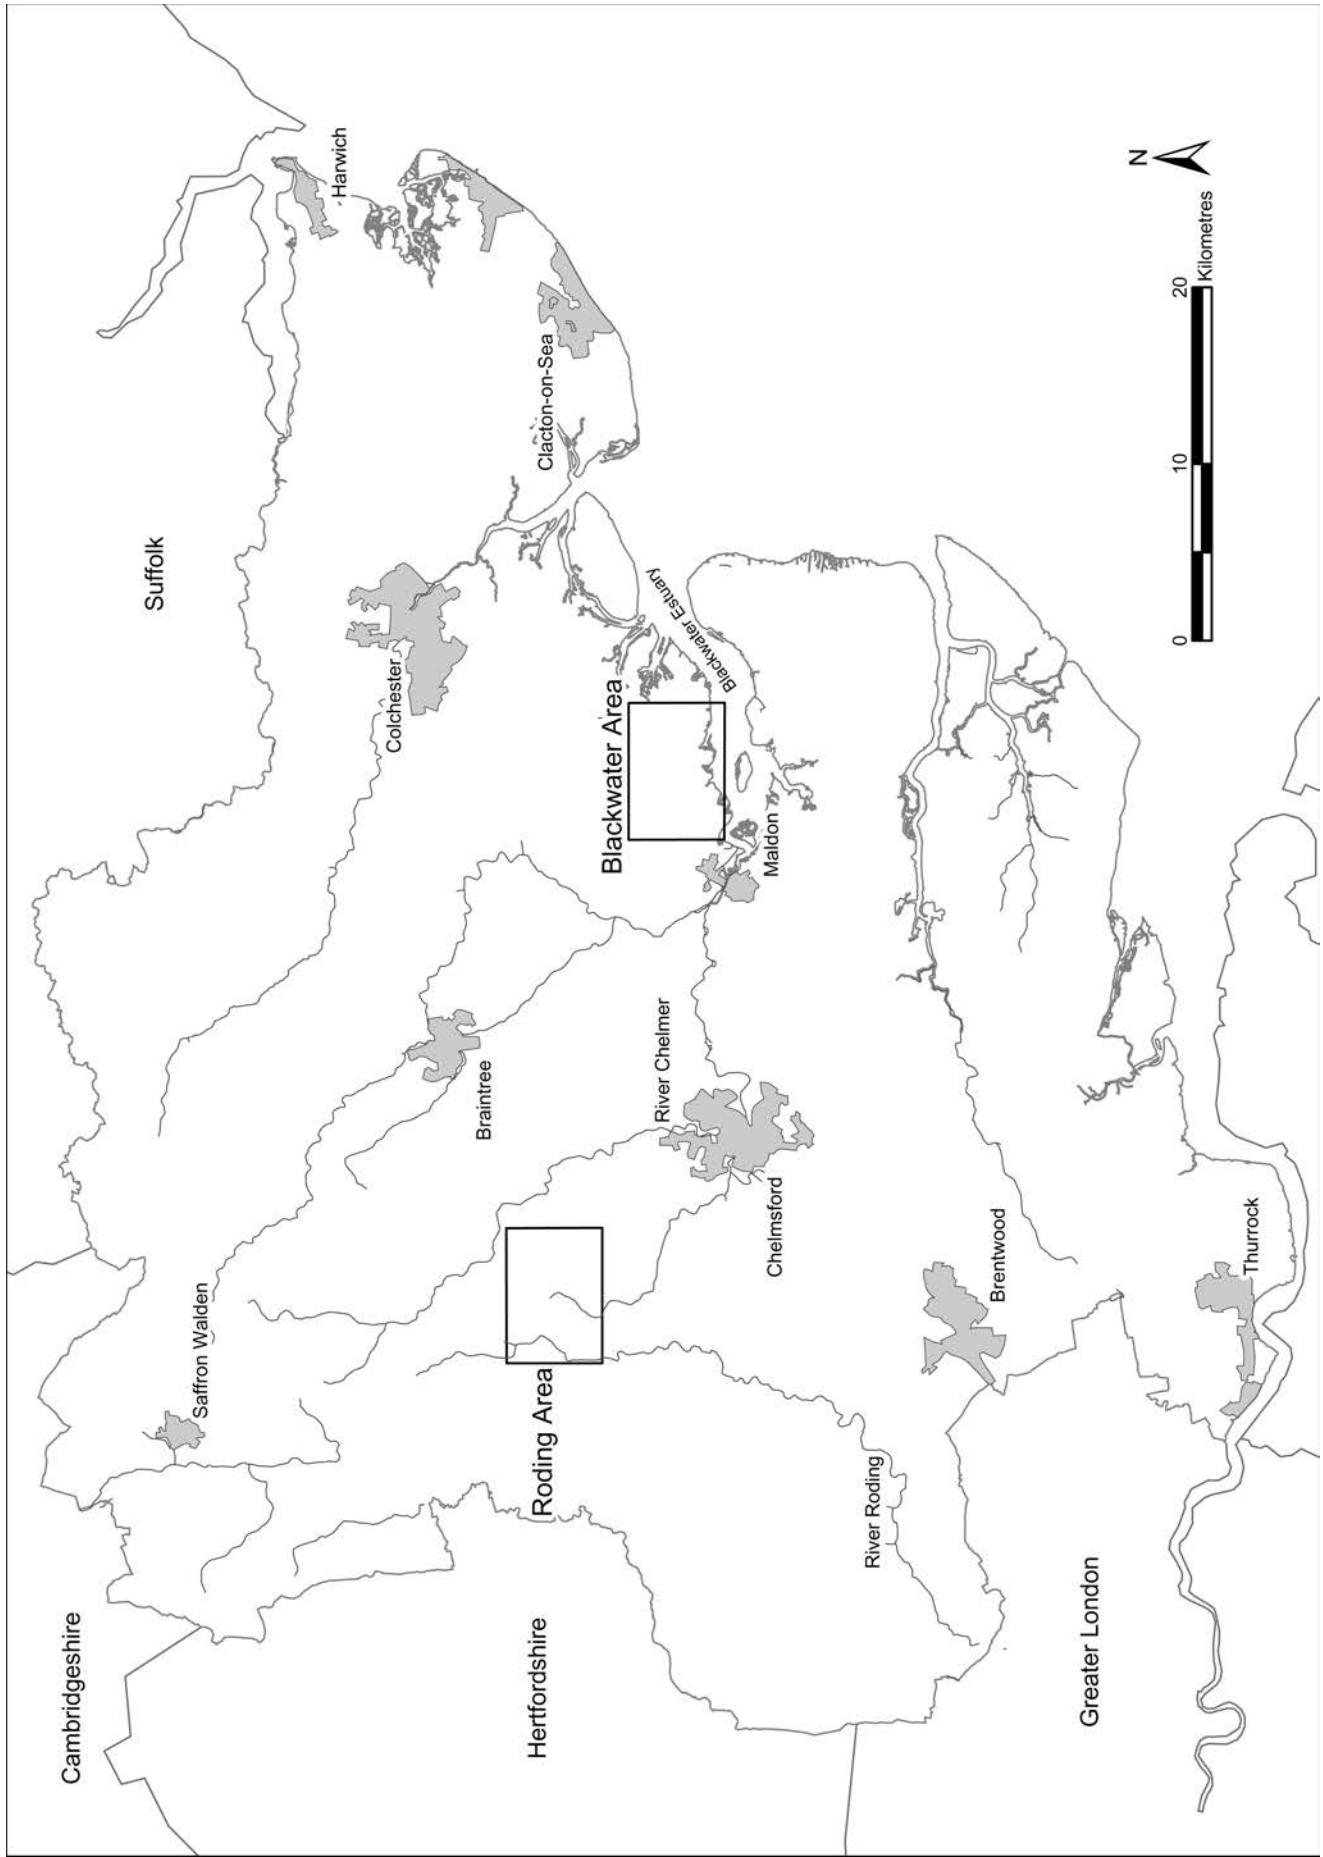 Cambridgeshire
Suffolk
Harwich
Saffron Walden
Colchester
Braintree
Clacton-on-Sea
Hertfordshire
Roding Area
Blackwater Area
Blackwater Estuary
River Chelmer
Maldon
Chelmsford
River Roding
Brentwood
Greater London
Thurrock
N
0
10
20
Kilometres